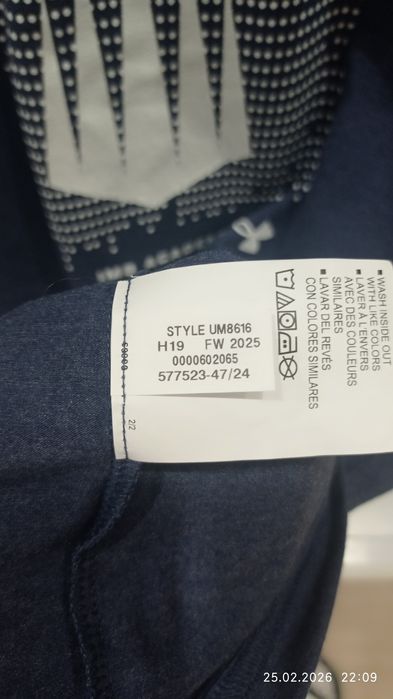 STYLE UM8616
H19 FW 2025
0000602065
577523-47/24
2/2
■ WASH INSIDE OUT
WITH LIKE COLORS
■ LAVER À L'ENVERS
AVEC DES COULEURS
SIMILAIRES
■ LAVAR DEL REVÉS
CON COLORES SIMILARES
25.02.2026 22:09